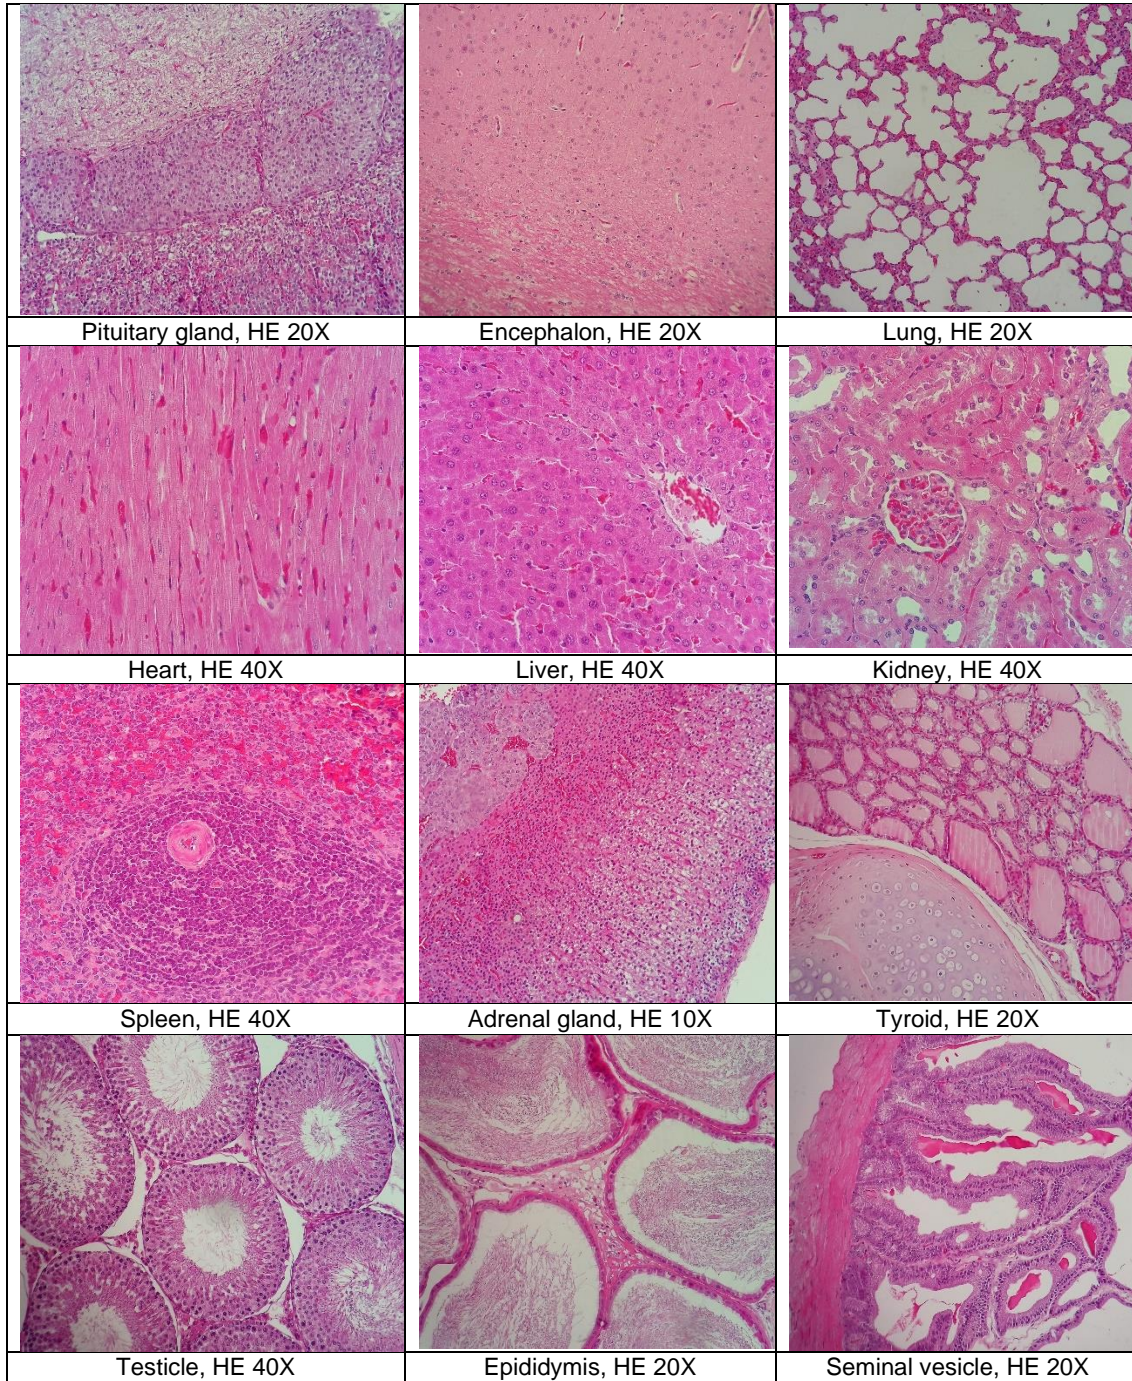 Pituitary gland, HE 20X
Encephalon, HE 20X
Lung, HE 20X
Heart, HE 40X
Liver, HE 40X
Kidney, HE 40X
Spleen, HE 40X
Adrenal gland, HE 10X
Tyroid, HE 20X
Testicle, HE 40X
Epididymis, HE 20X
Seminal vesicle, HE 20X